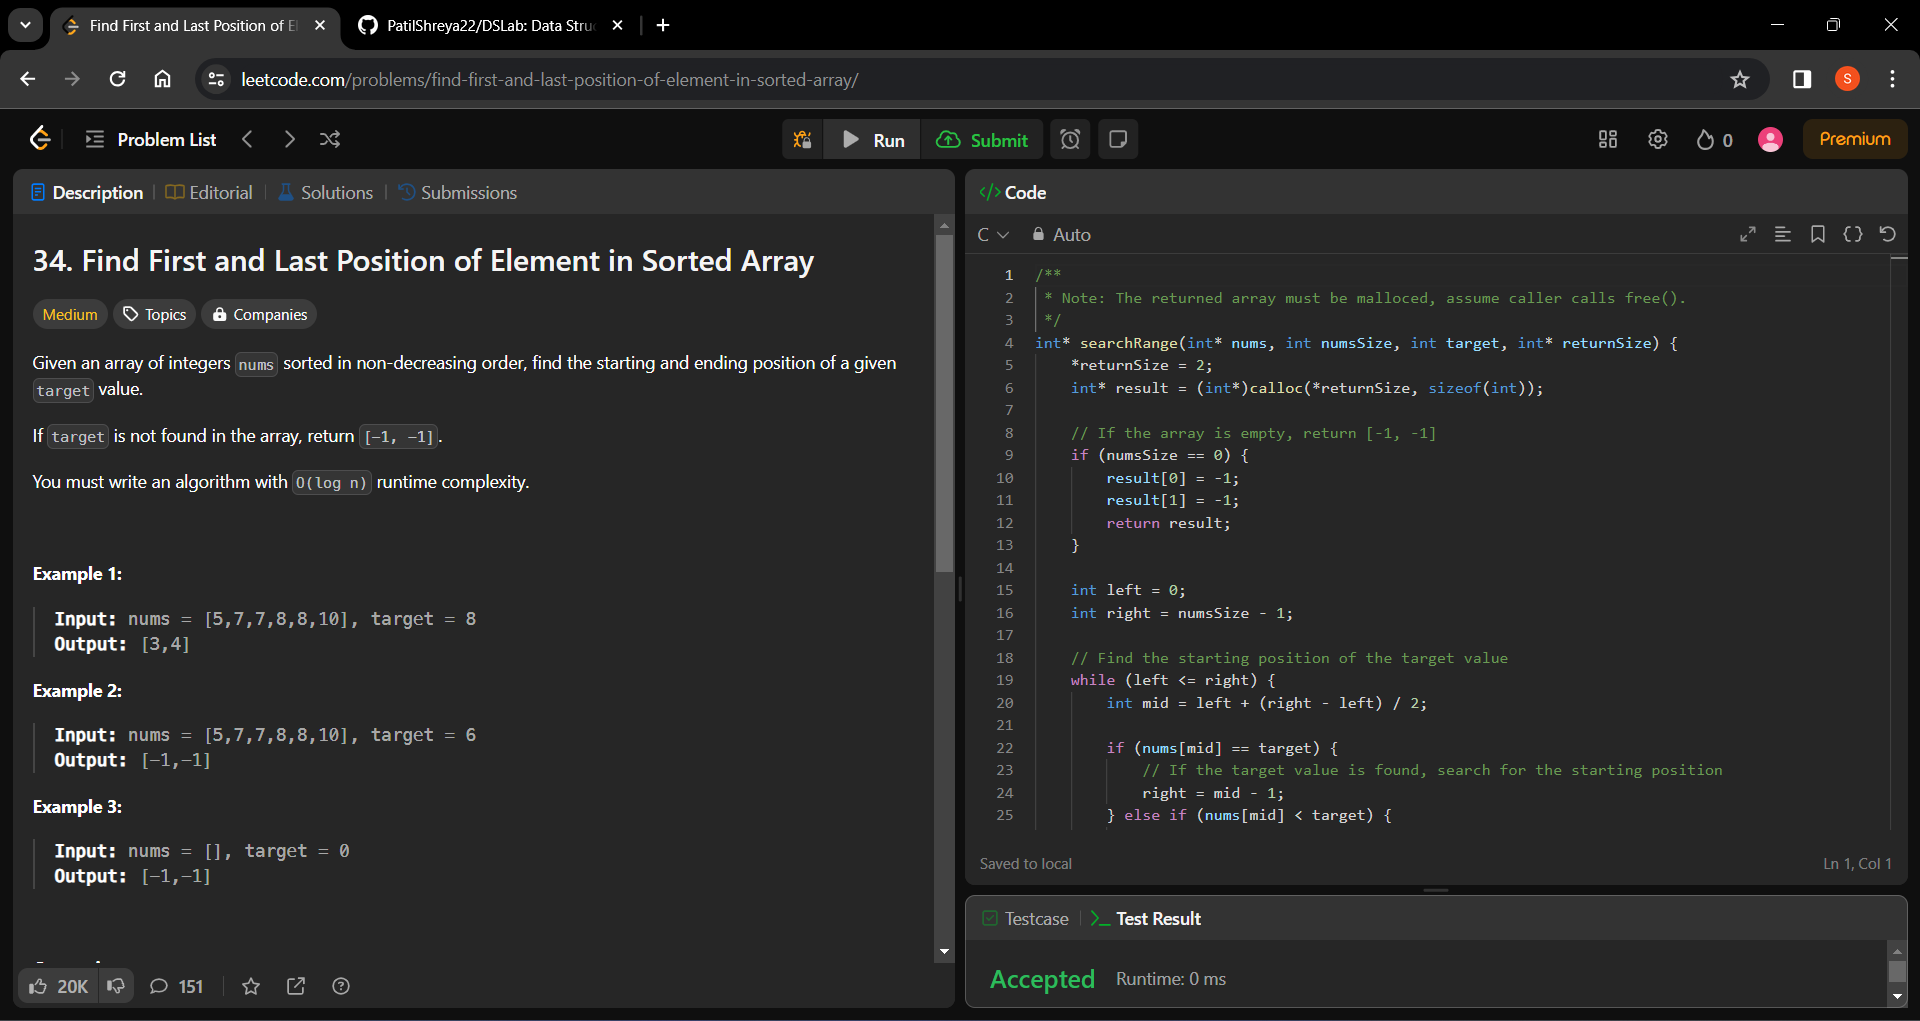 Find First and Last Position of El
PatilShreya22/DSLab: Data Stru
leetcode.com/problems/find-first-and-last-position-of-element-in-sorted-array/
S
Problem List
Run
Submit
0
Premium
Description
Editorial
Solutions
Submissions
34. Find First and Last Position of Element in Sorted Array
Medium
Topics
Companies
Given an array of integers nums sorted in non-decreasing order, find the starting and ending position of a given
target value.
If target is not found in the array, return [-1, -1].
You must write an algorithm with O(log n) runtime complexity.
Example 1:
Input: nums = [5,7,7,8,8,10], target = 8
Output: [3,4]
Example 2:
Input: nums = [5,7,7,8,8,10], target = 6
Output: [-1,-1]
Example 3:
Input: nums = [], target = 0
Output: [-1,-1]
20K
151
</> Code
C
Auto
1 /**
2 * Note: The returned array must be malloced, assume caller calls free().
3 */
4 int* searchRange(int* nums, int numsSize, int target, int* returnSize) {
5 *returnSize = 2;
6 int* result = (int*)calloc(*returnSize, sizeof(int));
7
8 // If the array is empty, return [-1, -1]
9 if (numsSize == 0) {
10 result[0] = -1;
11 result[1] = -1;
12 return result;
13 }
14
15 int left = 0;
16 int right = numsSize - 1;
17
18 // Find the starting position of the target value
19 while (left <= right) {
20 int mid = left + (right - left) / 2;
21
22 if (nums[mid] == target) {
23 // If the target value is found, search for the starting position
24 right = mid - 1;
25 } else if (nums[mid] < target) {
Saved to local
Ln 1, Col 1
Testcase
Test Result
Accepted
Runtime: 0 ms